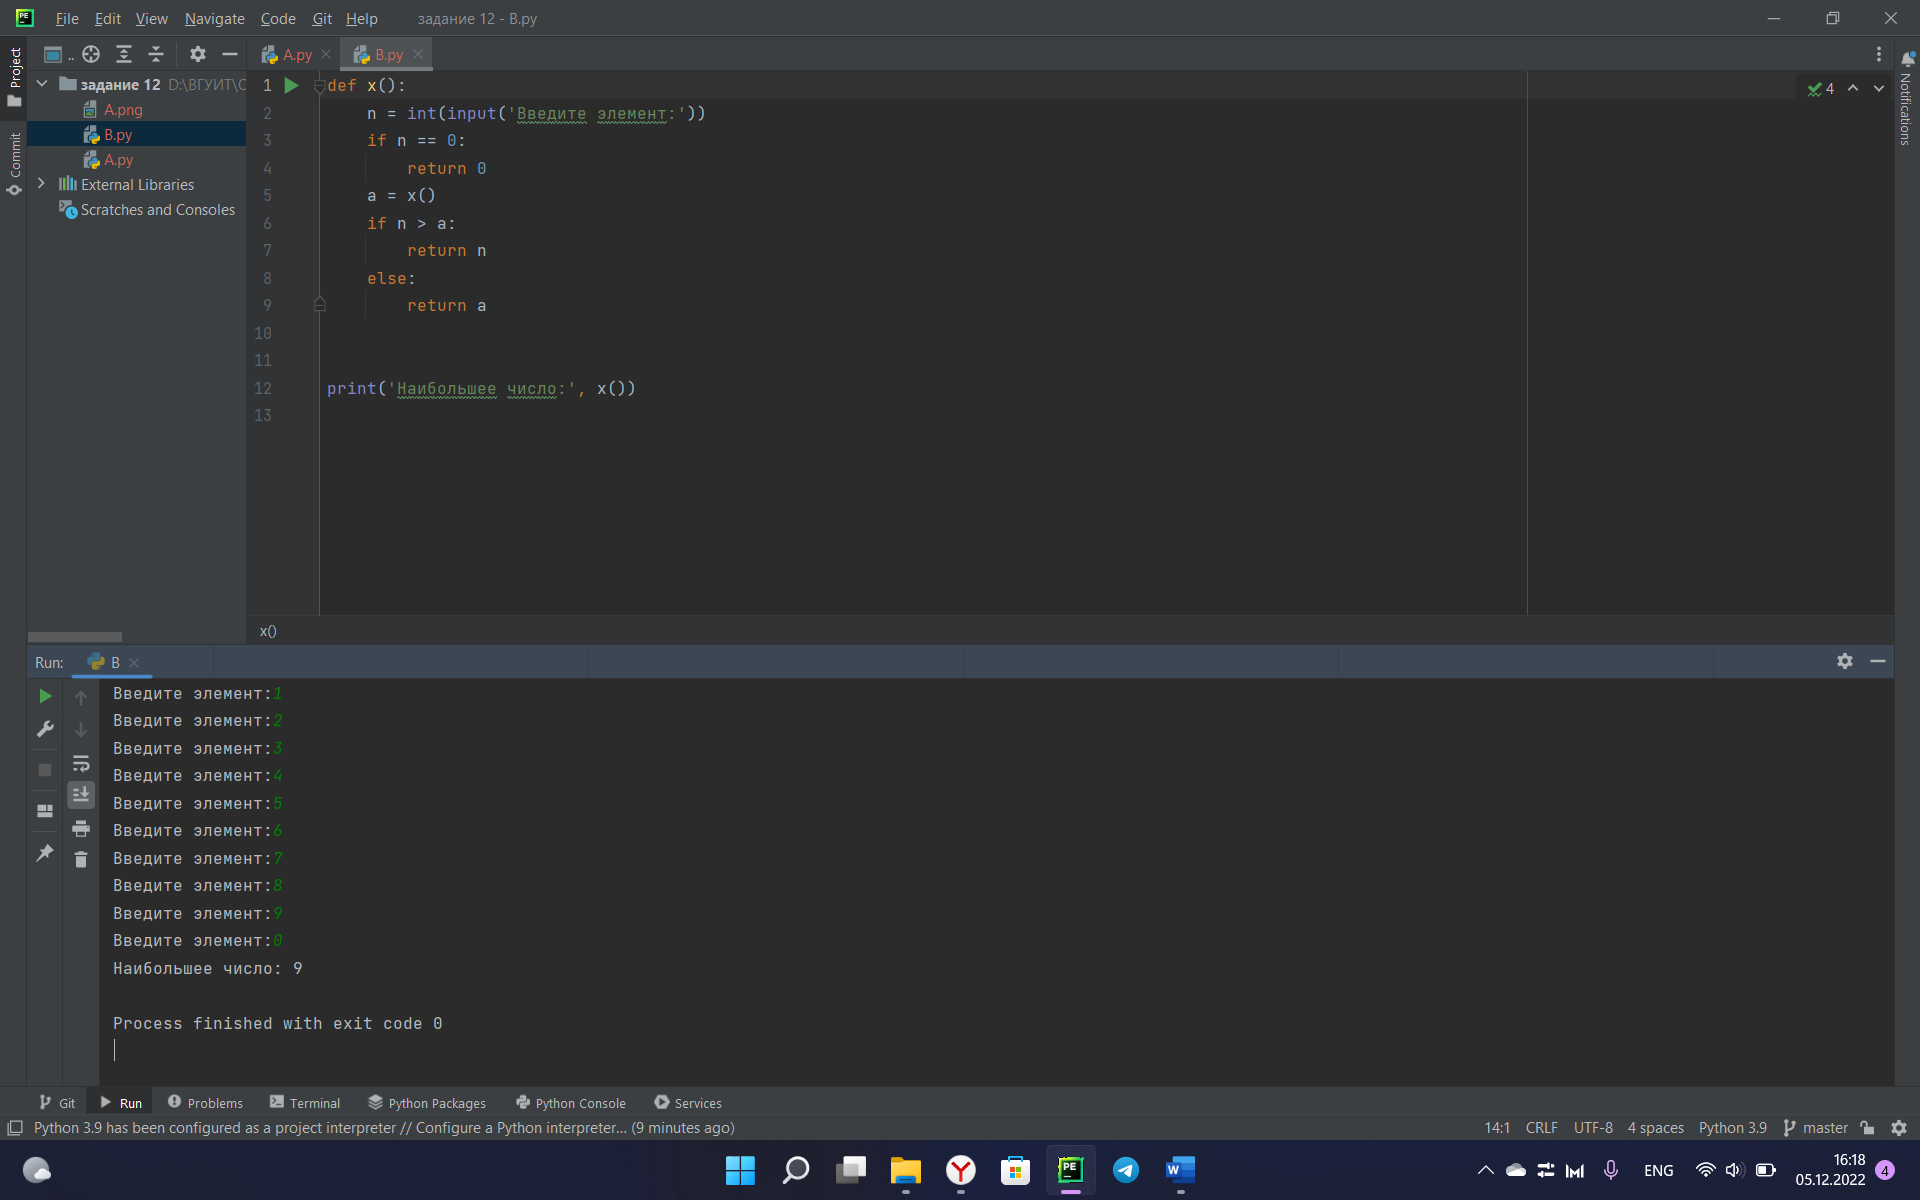 File Edit View Navigate Code Git Help задание 12 - B.py
Project
Commit
Notifications
задание 12 D:\ВГУИТ\С
A.png
B.py
A.py
External Libraries
Scratches and Consoles
A.py
B.py
4
1 def x():
2 n = int(input('Введите элемент:'))
3 if n == 0:
4 return 0
5 a = x()
6 if n > a:
7 return n
8 else:
9 return a
10
11
12 print('Наибольшее число:', x())
13
x()
Run: B
Введите элемент:1
Введите элемент:2
Введите элемент:3
Введите элемент:4
Введите элемент:5
Введите элемент:6
Введите элемент:7
Введите элемент:8
Введите элемент:9
Введите элемент:0
Наибольшее число: 9
Process finished with exit code 0
Git Run Problems Terminal Python Packages Python Console Services
Python 3.9 has been configured as a project interpreter // Configure a Python interpreter... (9 minutes ago) 14:1 CRLF UTF-8 4 spaces Python 3.9 master
ENG 16:18
05.12.2022 4